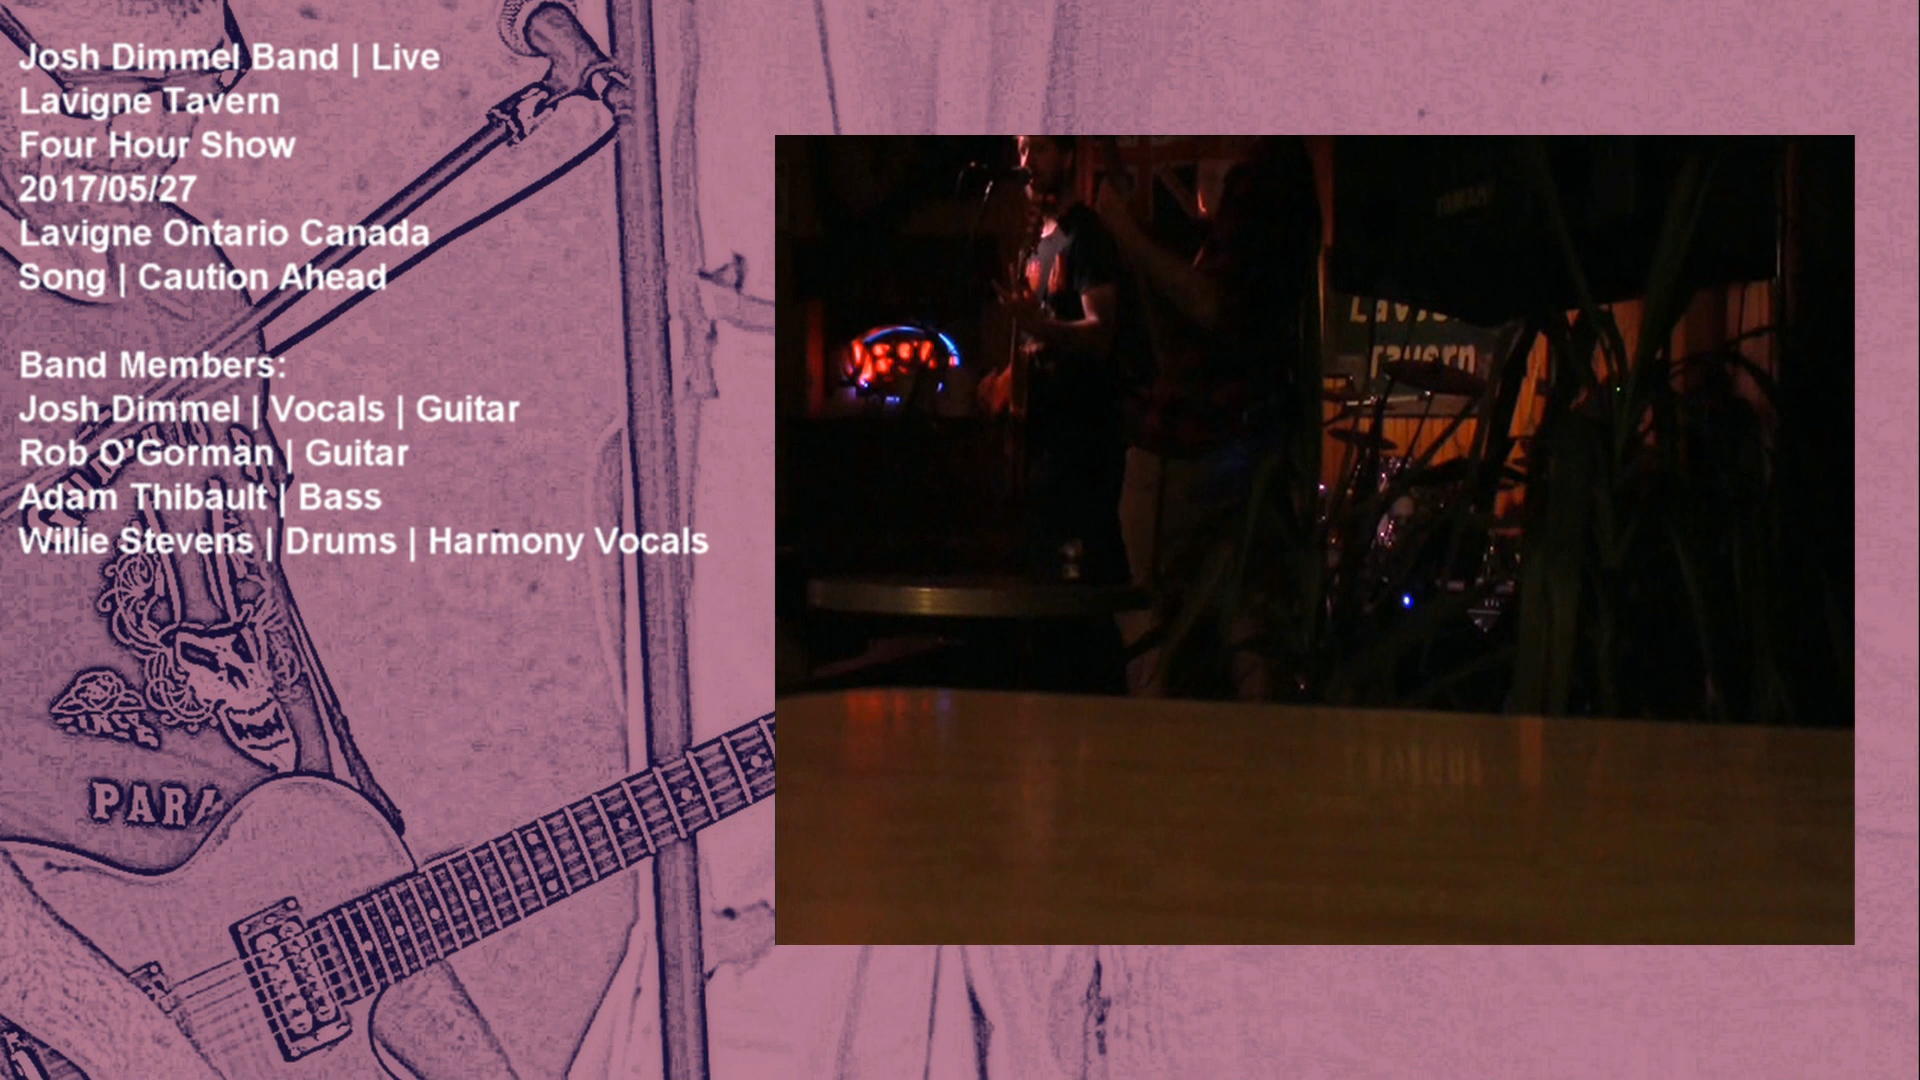 Josh Dimmel Band | Live
Lavigne Tavern
Four Hour Show
2017/05/27
Lavigne Ontario Canada
Song | Caution Ahead
Band Members:
Josh Dimmel | Vocals | Guitar
Rob O'Gorman | Guitar
Adam Thibault | Bass
Willie Stevens | Drums | Harmony Vocals
PARA